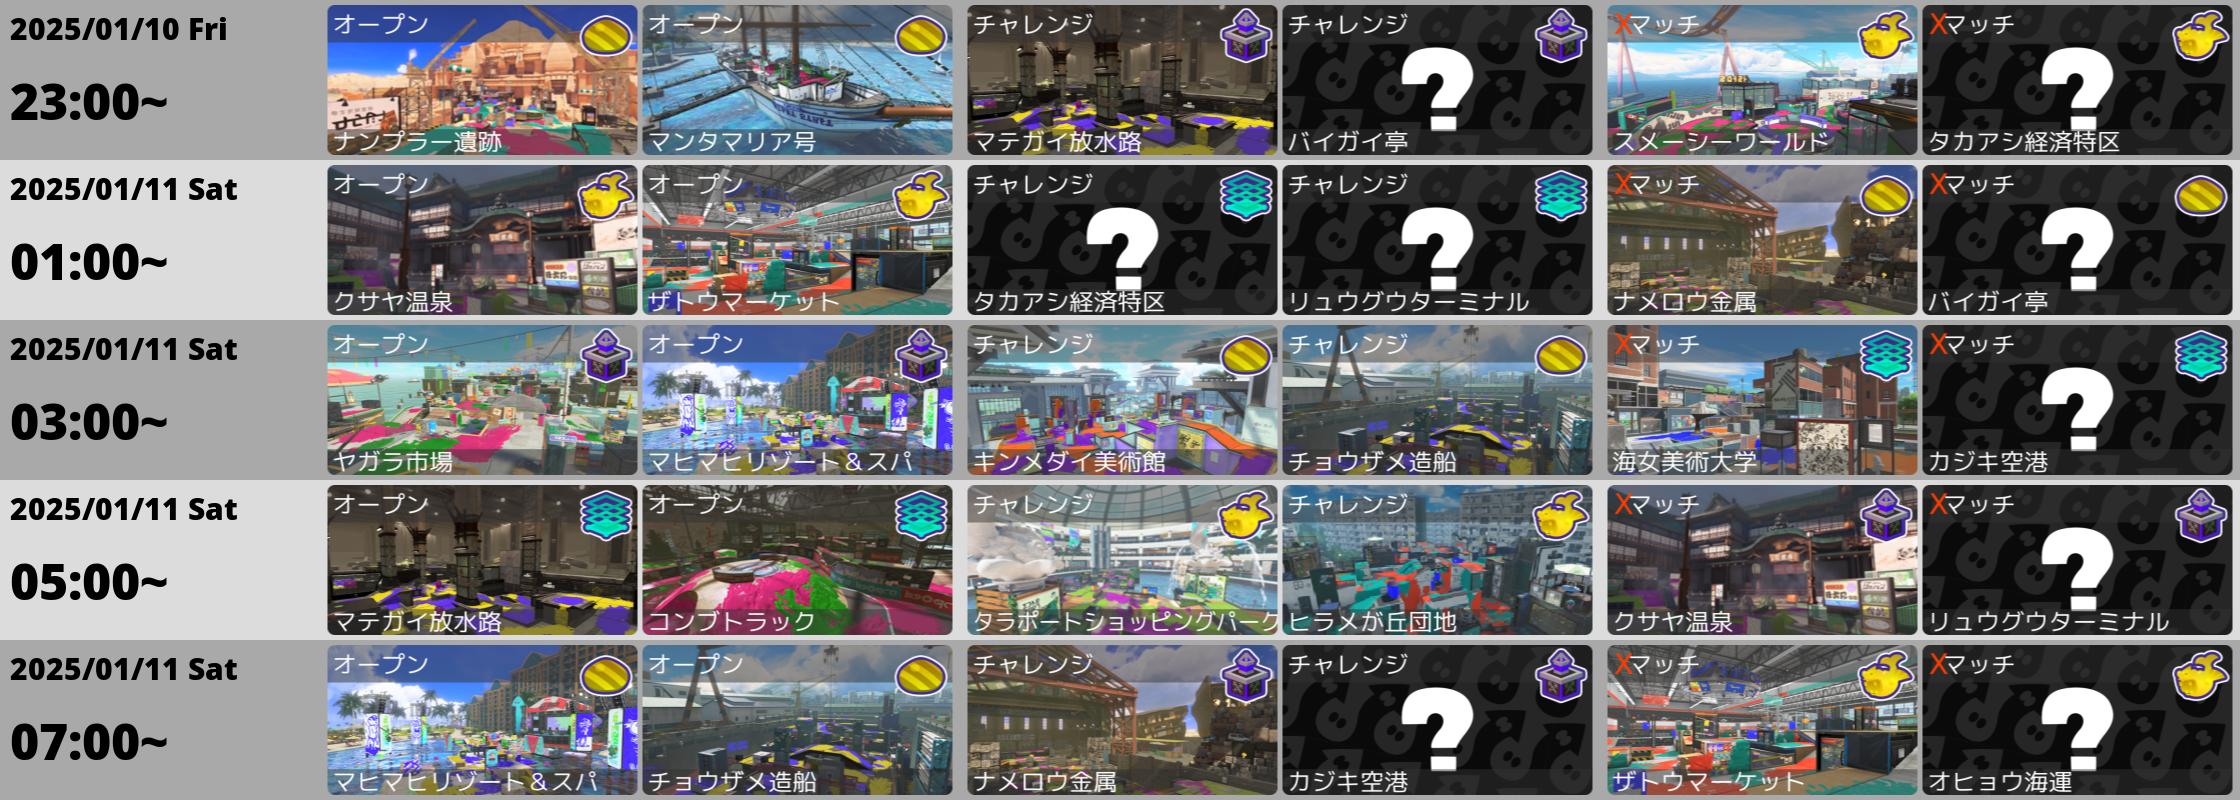 2025/01/10 Fri
23:00~
オープン
ナンプラー遺跡
オープン
マンタマリア号
チャレンジ
マテガイ放水路
チャレンジ
?
バイガイ亭
Xマッチ
スメーシーワールド
Xマッチ
?
タカアシ経済特区
2025/01/11 Sat
01:00~
オープン
クサヤ温泉
オープン
ザトウマーケット
チャレンジ
?
タカアシ経済特区
チャレンジ
?
リュウグウターミナル
Xマッチ
ナメロウ金属
Xマッチ
?
バイガイ亭
2025/01/11 Sat
03:00~
オープン
ヤガラ市場
オープン
マヒマヒリゾート&スパ
チャレンジ
キンメダイ美術館
チャレンジ
チョウザメ造船
Xマッチ
海女美術大学
Xマッチ
?
カジキ空港
2025/01/11 Sat
05:00~
オープン
マテガイ放水路
オープン
コンブトラック
チャレンジ
タラポートショッピングパーク
チャレンジ
ヒラメが丘団地
Xマッチ
クサヤ温泉
Xマッチ
?
リュウグウターミナル
2025/01/11 Sat
07:00~
オープン
マヒマヒリゾート&スパ
オープン
チョウザメ造船
チャレンジ
ナメロウ金属
チャレンジ
?
カジキ空港
Xマッチ
ザトウマーケット
Xマッチ
?
オヒョウ海運